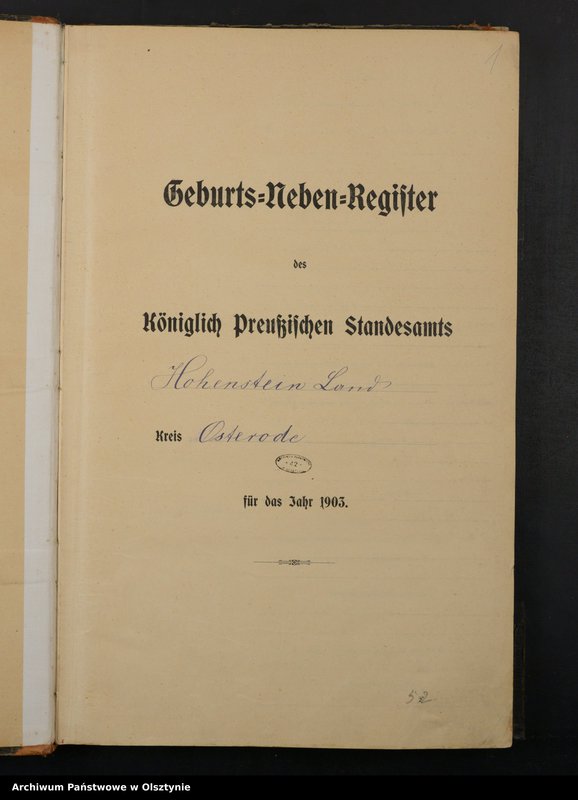 1
Geburts=Neben=Register
des
Königlich Preußischen Standesamts
Hohenstein Land
Kreis Osterode
für das Jahr 1903.
52
Archiwum Państwowe w Olsztynie